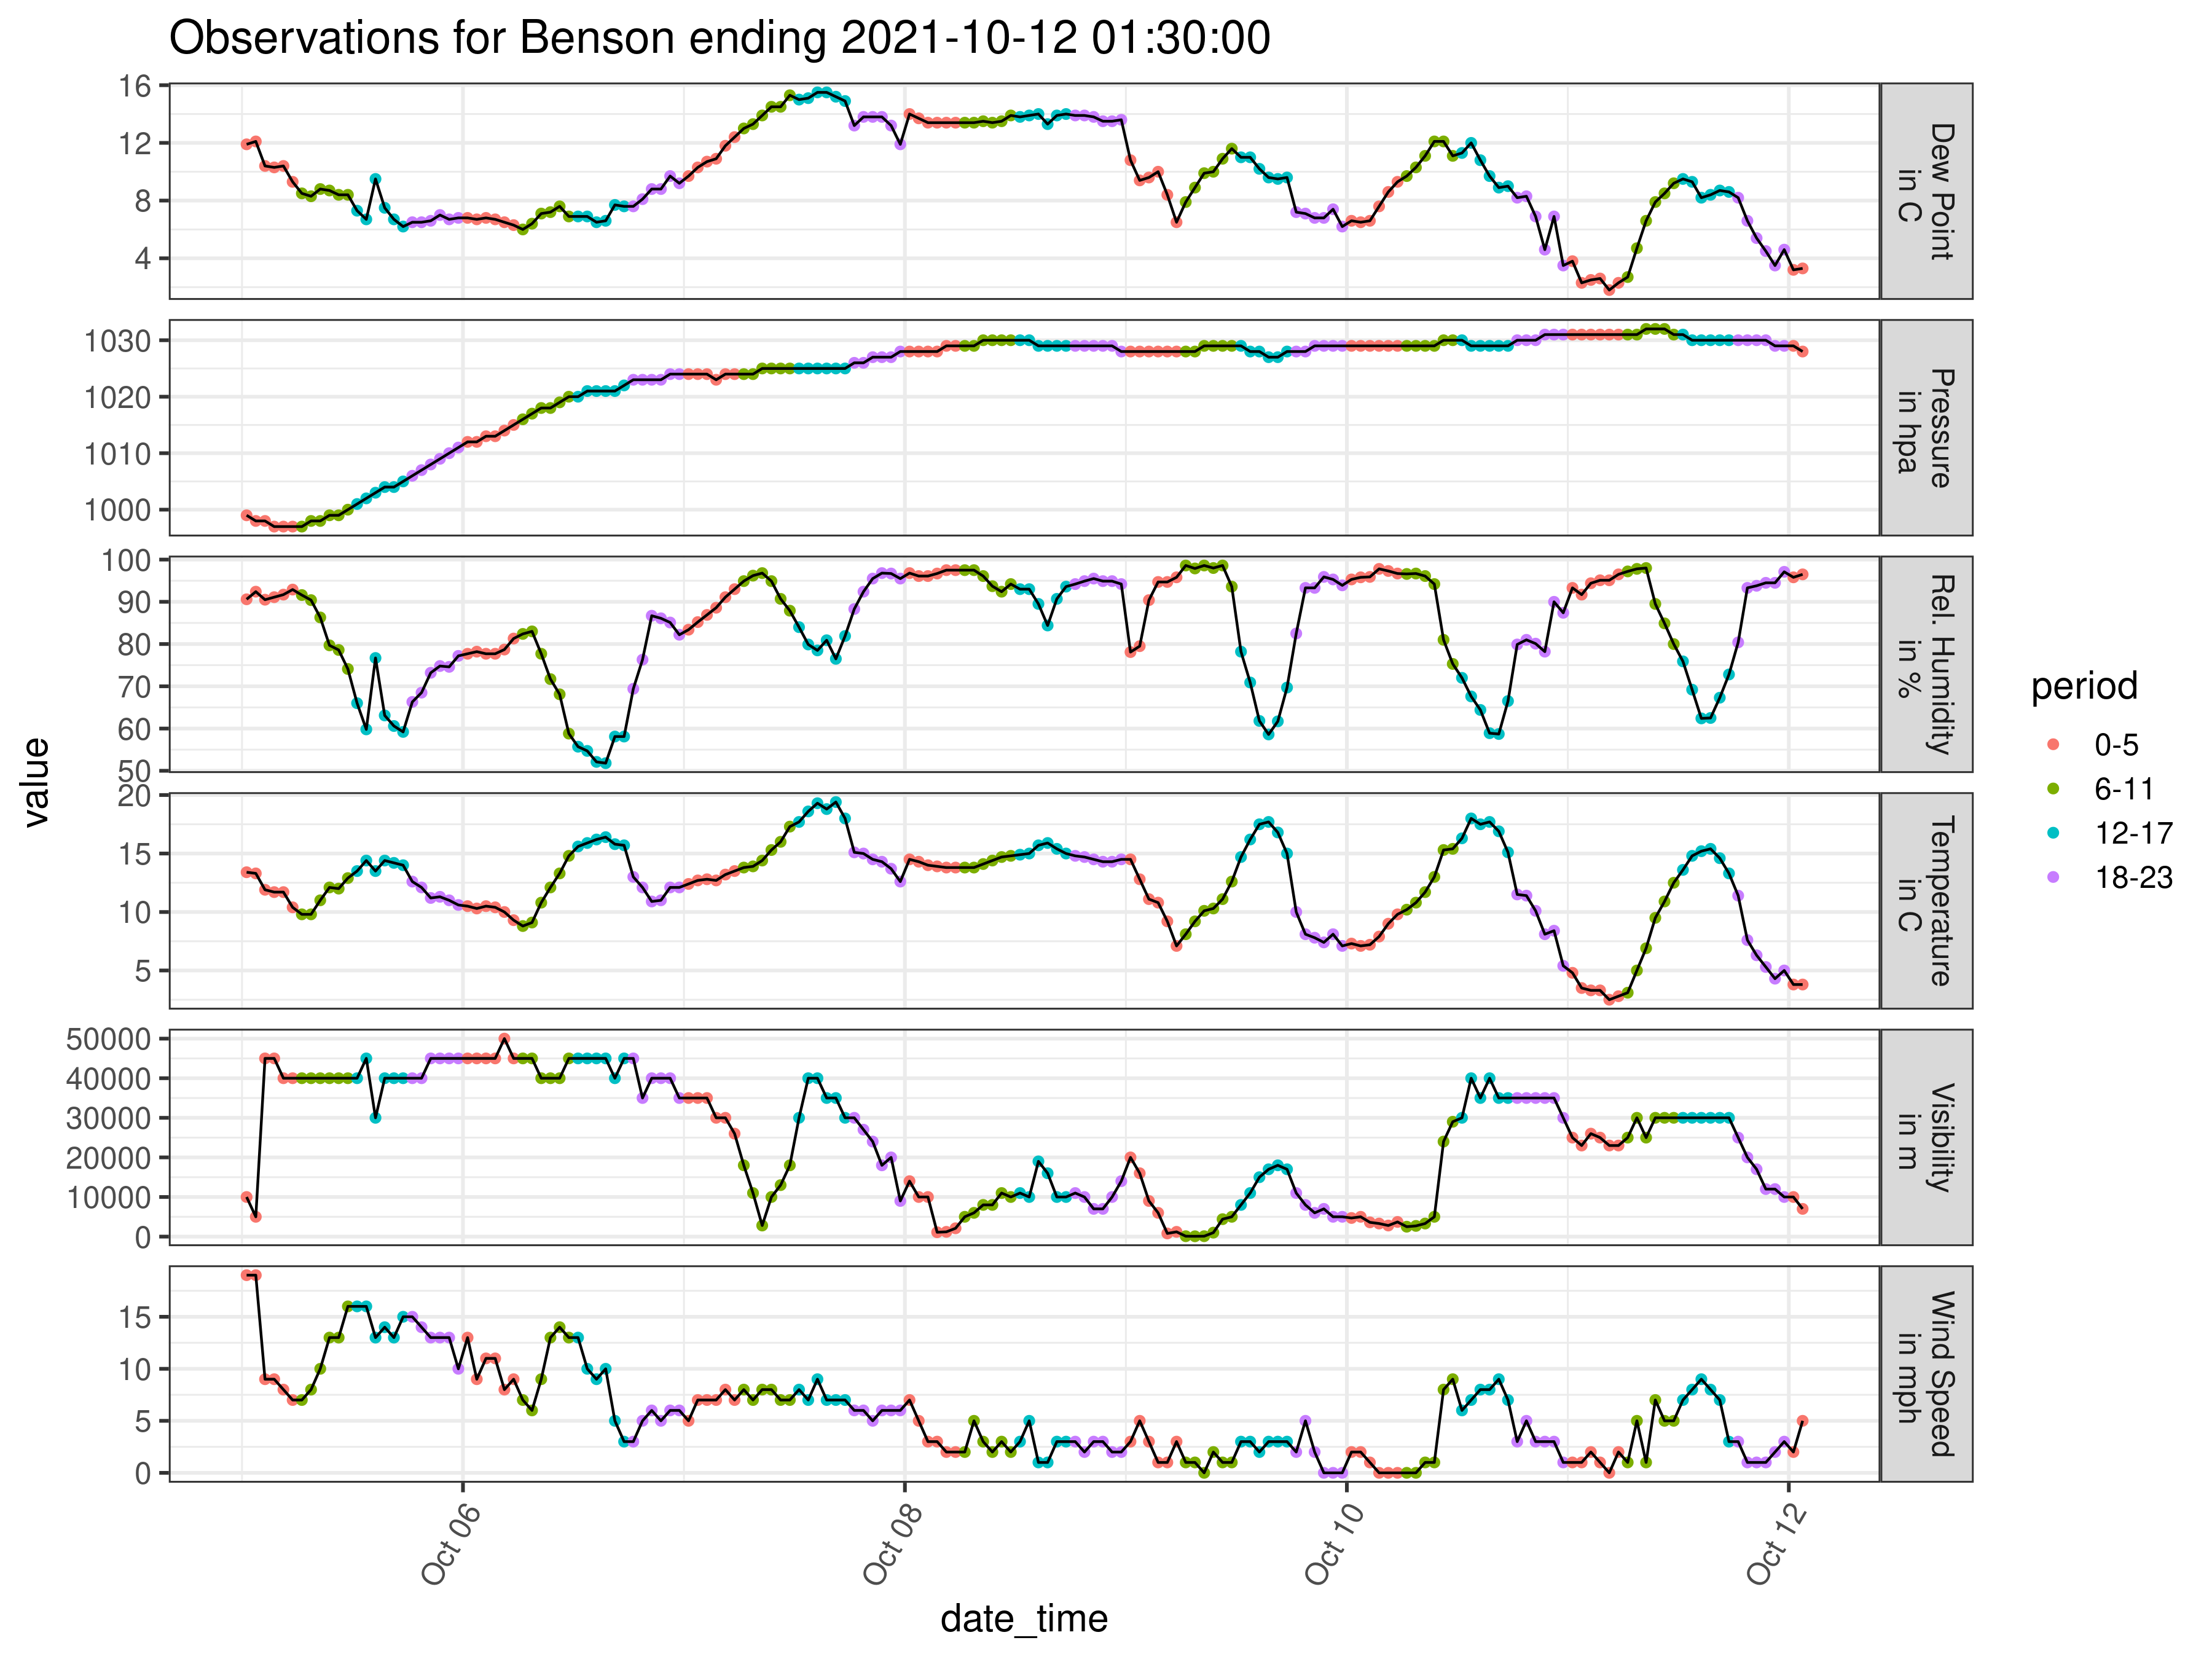 Observations for Benson ending 2021-10-12 01:30:00
16
12
8
4
Dew Point
in C
1030
1020
1010
1000
Pressure
in hpa
100
90
80
70
60
50
Rel. Humidity
in %
20
15
10
5
Temperature
in C
50000
40000
30000
20000
10000
0
Visibility
in m
15
10
5
0
Wind Speed
in mph
value
Oct 06
Oct 08
Oct 10
Oct 12
date_time
period
0-5
6-11
12-17
18-23